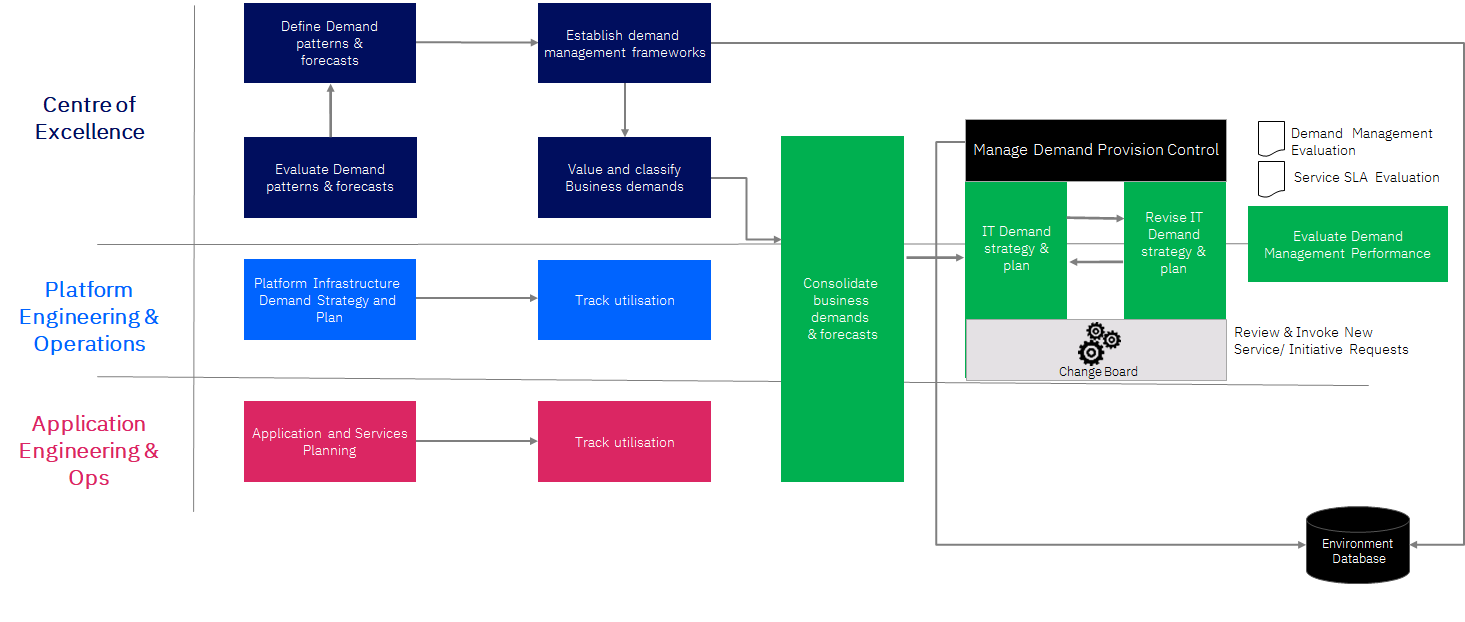 Centre of
Excellence
Define Demand
patterns &
forecasts
Establish demand
management frameworks
Evaluate Demand
patterns & forecasts
Value and classify
Business demands
Platform
Engineering &
Operations
Platform Infrastructure
Demand Strategy and
Plan
Track utilisation
Application
Engineering &
Ops
Application and Services
Planning
Track utilisation
Consolidate
business
demands
& forecasts
Manage Demand Provision Control
IT Demand
strategy &
plan
Revise IT
Demand
strategy &
plan
Change Board
Demand Management
Evaluation
Service SLA Evaluation
Evaluate Demand
Management Performance
Review & Invoke New
Service/ Initiative Requests
Environment
Database